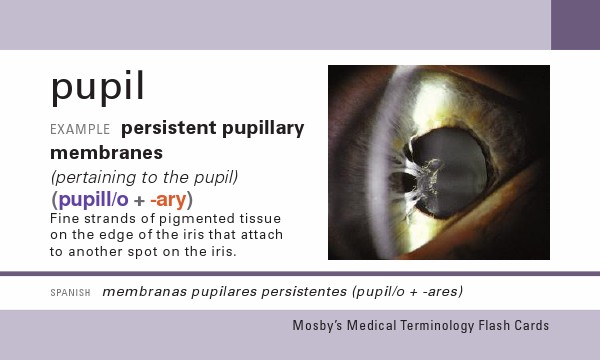 pupil
EXAMPLE persistent pupillary
membranes
(pertaining to the pupil)
(pupill/o + -ary)
Fine strands of pigmented tissue
on the edge of the iris that attach
to another spot on the iris.
SPANISH membranas pupilares persistentes (pupil/o + -ares)
Mosby's Medical Terminology Flash Cards